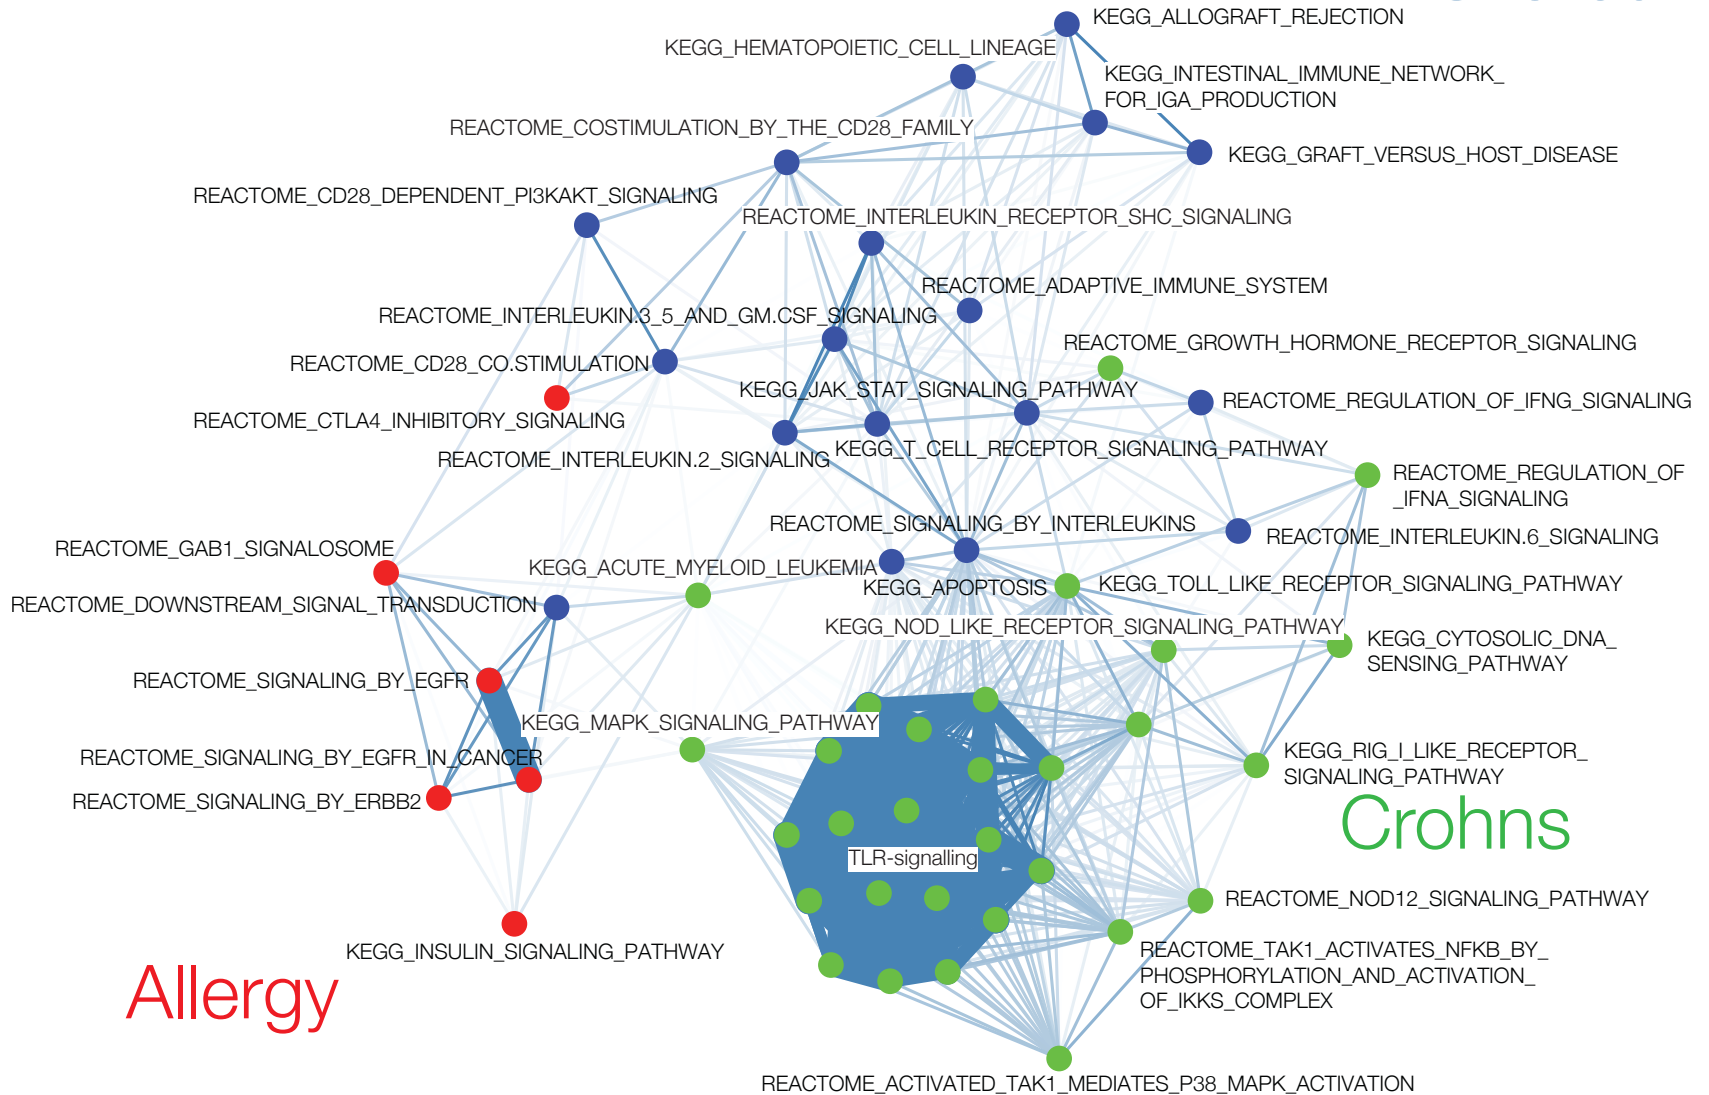 KEGG_ALLOGRAFT_REJECTION
KEGG_HEMATOPOIETIC_CELL_LINEAGE
KEGG_INTESTINAL_IMMUNE_NETWORK_
FOR_IGA_PRODUCTION
REACTOME_COSTIMULATION_BY_THE_CD28_FAMILY
KEGG_GRAFT_VERSUS_HOST_DISEASE
REACTOME_CD28_DEPENDENT_PI3KAKT_SIGNALING
REACTOME_INTERLEUKIN_RECEPTOR_SHC_SIGNALING
REACTOME_ADAPTIVE_IMMUNE_SYSTEM
REACTOME_INTERLEUKIN.3_5_AND_GM.CSF_SIGNALING
REACTOME_GROWTH_HORMONE_RECEPTOR_SIGNALING
REACTOME_CD28_CO.STIMULATION
KEGG_JAK_STAT_SIGNALING_PATHWAY
REACTOME_REGULATION_OF_IFNG_SIGNALING
REACTOME_CTLA4_INHIBITORY_SIGNALING
KEGG_T_CELL_RECEPTOR_SIGNALING_PATHWAY
REACTOME_INTERLEUKIN.2_SIGNALING
REACTOME_REGULATION_OF
_IFNA_SIGNALING
REACTOME_SIGNALING_BY_INTERLEUKINS
REACTOME_INTERLEUKIN.6_SIGNALING
REACTOME_GAB1_SIGNALOSOME
KEGG_ACUTE_MYELOID_LEUKEMIA
KEGG_APOPTOSIS
KEGG_TOLL_LIKE_RECEPTOR_SIGNALING_PATHWAY
REACTOME_DOWNSTREAM_SIGNAL_TRANSDUCTION
KEGG_NOD_LIKE_RECEPTOR_SIGNALING_PATHWAY
KEGG_CYTOSOLIC_DNA_
SENSING_PATHWAY
REACTOME_SIGNALING_BY_EGFR
KEGG_MAPK_SIGNALING_PATHWAY
REACTOME_SIGNALING_BY_EGFR_IN_CANCER
KEGG_RIG_I_LIKE_RECEPTOR_
SIGNALING_PATHWAY
REACTOME_SIGNALING_BY_ERBB2
Crohns
TLR-signalling
REACTOME_NOD12_SIGNALING_PATHWAY
KEGG_INSULIN_SIGNALING_PATHWAY
REACTOME_TAK1_ACTIVATES_NFKB_BY_
PHOSPHORYLATION_AND_ACTIVATION_
OF_IKKS_COMPLEX
Allergy
REACTOME_ACTIVATED_TAK1_MEDIATES_P38_MAPK_ACTIVATION